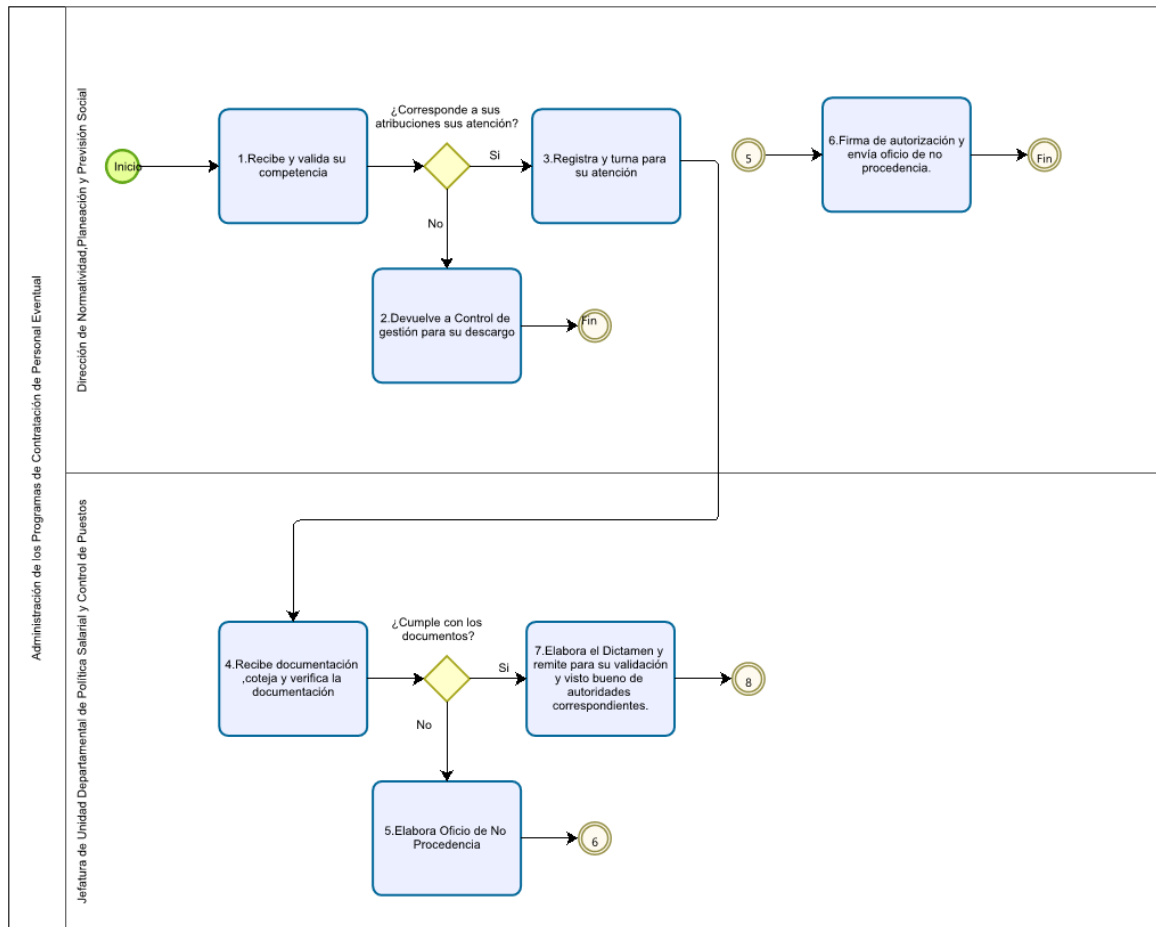 Administración de los Programas de Contratación de Personal Eventual
Dirección de Normatividad,Planeación y Previsión Social
Inicio
1.Recibe y valida su
competencia
¿Corresponde a sus
atribuciones sus atención?
Si
No
3.Registra y turna para
su atención
2.Devuelve a Control de
gestión para su descargo
Fin
5
6.Firma de autorización y
envía oficio de no
procedencia.
Fin
Jefatura de Unidad Departamental de Política Salarial y Control de Puestos
4.Recibe documentación
,coteja y verifica la
documentación
¿Cumple con los
documentos?
Si
No
7.Elabora el Dictamen y
remite para su validación
y visto bueno de
autoridades
correspondientes.
8
5.Elabora Oficio de No
Procedencia
6